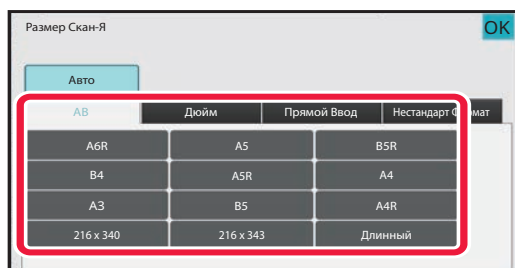 Размер Скан-Я OK
Авто
AB Дюйм Прямой Ввод Нестандарт
A6R A5 B5R
B4 A5R A4
A3 B5 A4R
216 x 340 216 x 343 Длинный